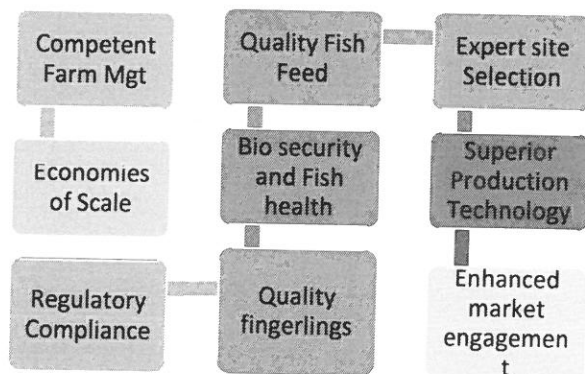 Competent
Farm Mgt
Economies
of Scale
Regulatory
Compliance
Quality
fingerlings
Bio security
and Fish
health
Quality Fish
Feed
Expert site
Selection
Superior
Production
Technology
Enhanced
market
engagemen
t